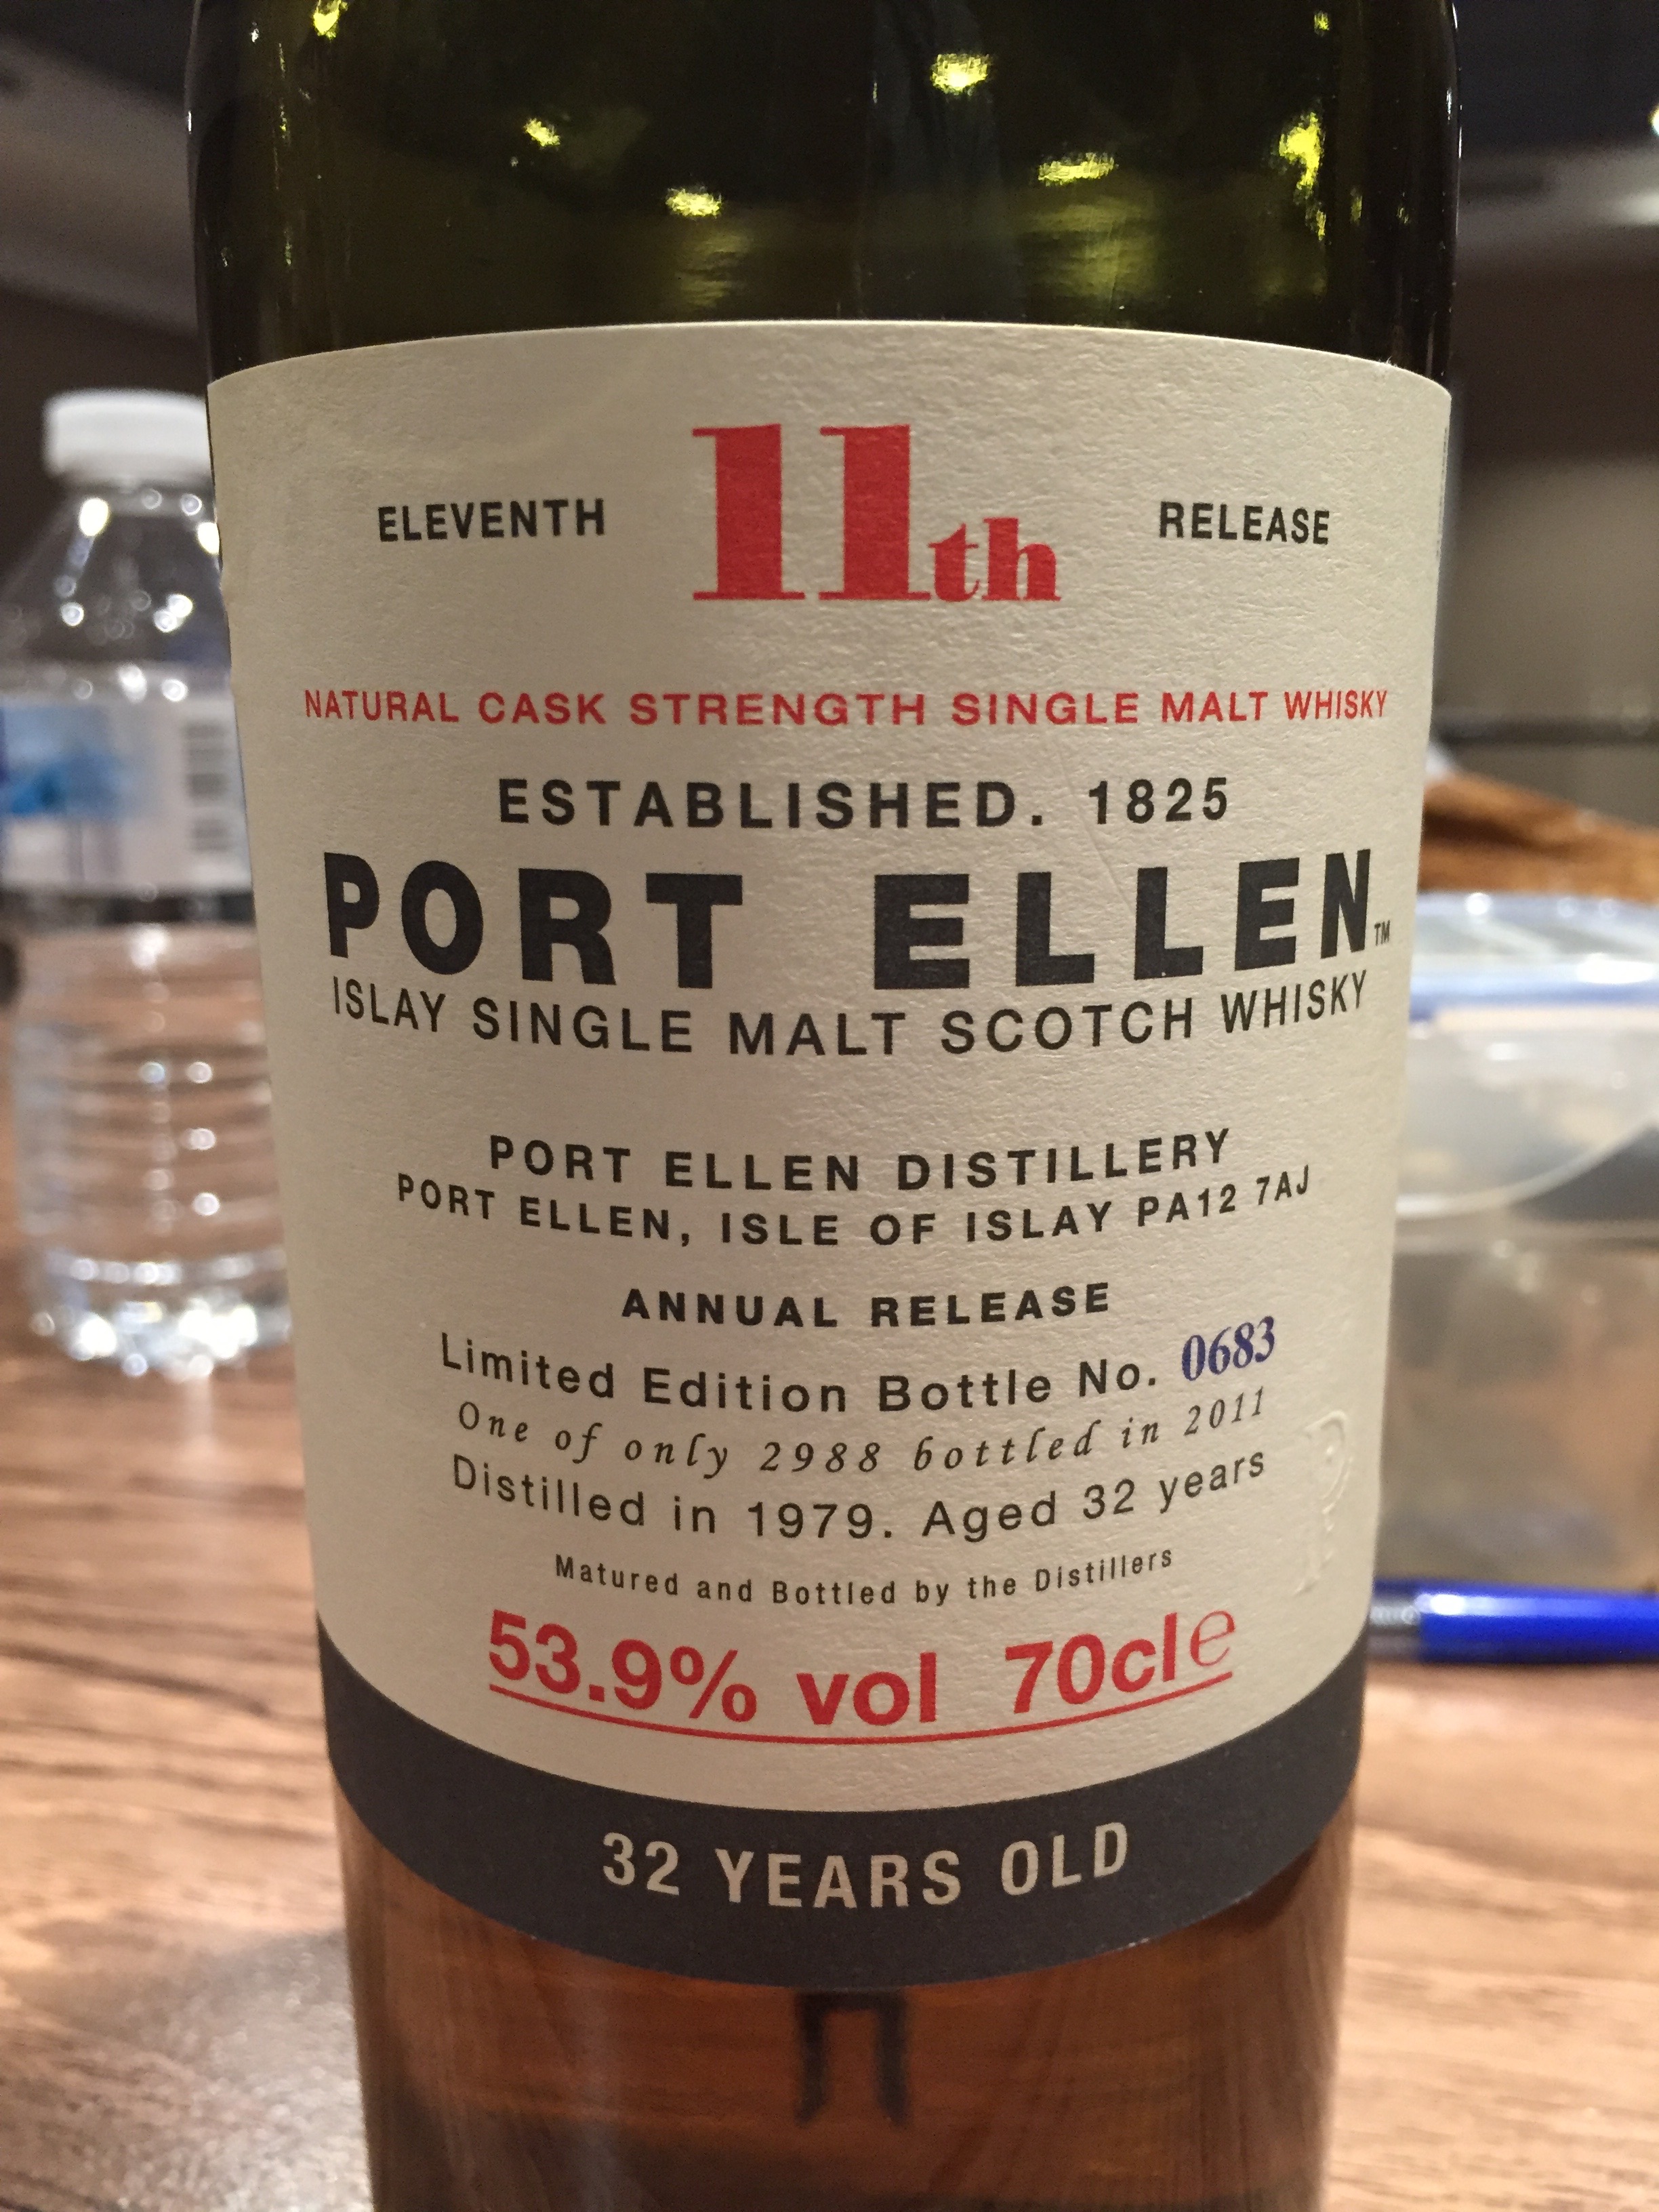 ELEVENTH 11th RELEASE
NATURAL CASK STRENGTH SINGLE MALT WHISKY
ESTABLISHED. 1825
PORT ELLEN™
ISLAY SINGLE MALT SCOTCH WHISKY
PORT ELLEN DISTILLERY
PORT ELLEN, ISLE OF ISLAY PA12 7AJ
ANNUAL RELEASE
Limited Edition Bottle No. 0683
One of only 2988 bottled in 2011
Distilled in 1979. Aged 32 years
Matured and Bottled by the Distillers
53.9% vol 70cl e
32 YEARS OLD